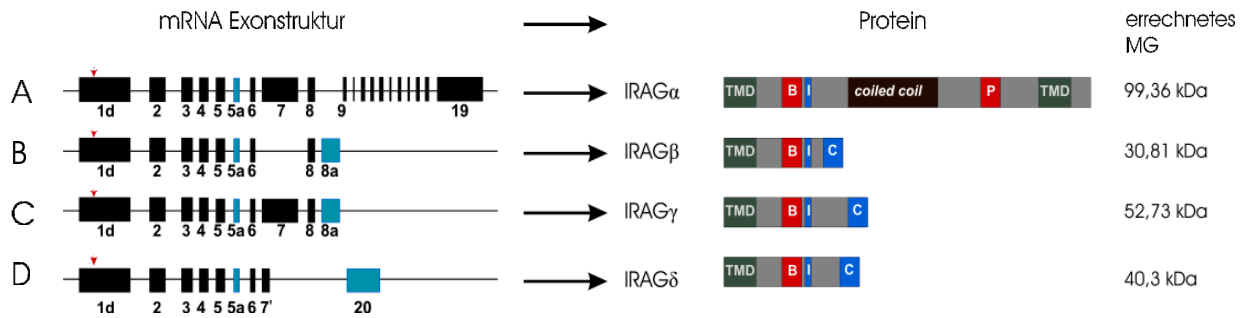 mRNA Exonstruktur Protein errechnetes
MG
A IRAGα TMD B I coiled coil P TMD 99,36 kDa
1d 2 3 4 5 5a 6 7 8 9 19
B IRAGβ TMD B I C 30,81 kDa
1d 2 3 4 5 5a 6 8 8a
C IRAGγ TMD B I C 52,73 kDa
1d 2 3 4 5 5a 6 7 8 8a
D IRAGδ TMD B I C 40,3 kDa
1d 2 3 4 5 5a 6 7' 20